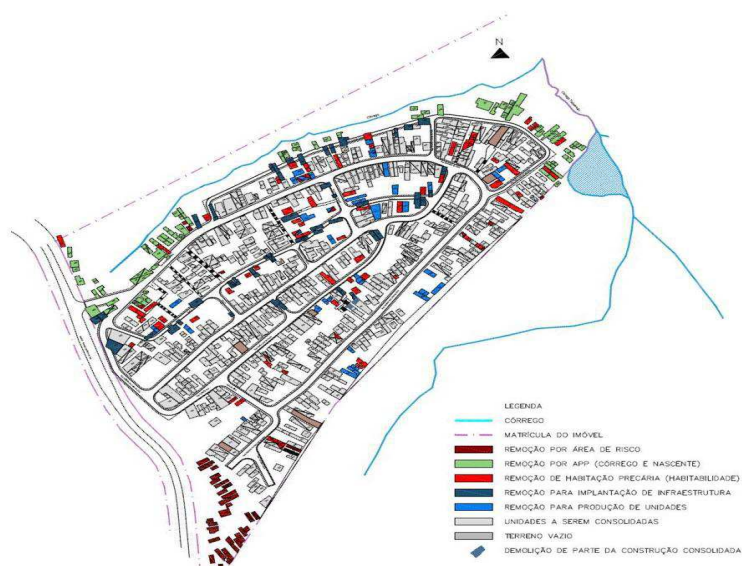 N
LEGENDA
CÓRREGO
MATRÍCULA DO IMÓVEL
REMOÇÃO POR ÁREA DE RISCO
REMOÇÃO POR APP (CÓRREGO E NASCENTE)
REMOÇÃO DE HABITAÇÃO PRECÁRIA (HABITABILIDADE)
REMOÇÃO PARA IMPLANTAÇÃO DE INFRAESTRUTURA
REMOÇÃO PARA PRODUÇÃO DE UNIDADES
UNIDADES A SEREM CONSOLIDADAS
TERRENO VAZIO
DEMOLIÇÃO DE PARTE DA CONSTRUÇÃO CONSOLIDADA